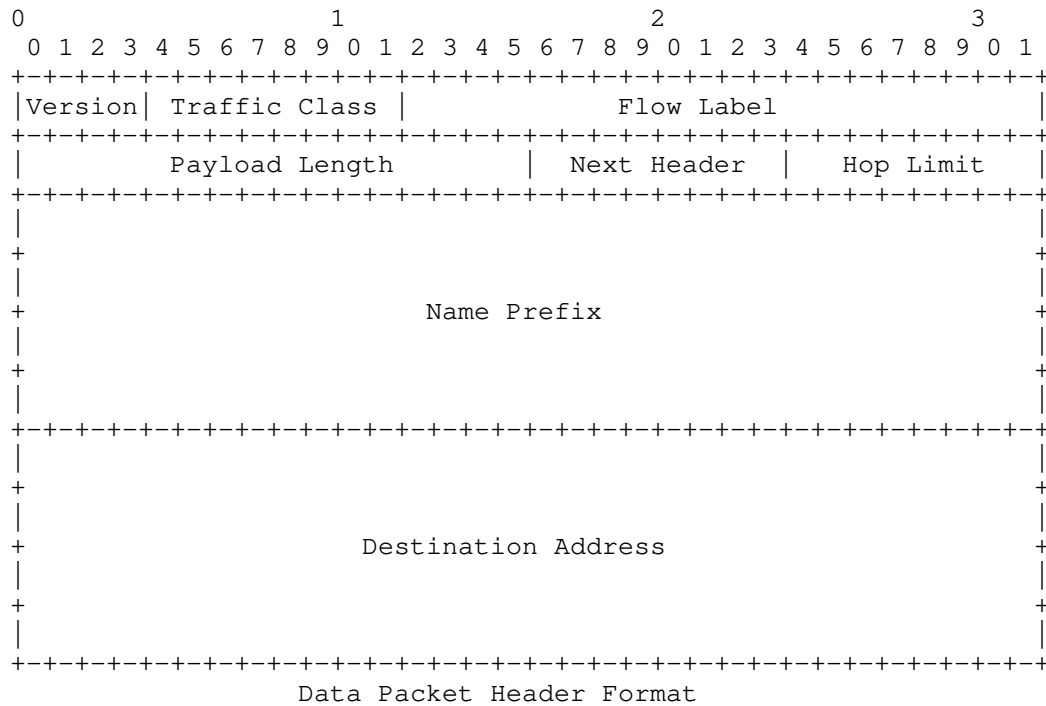 0                   1                   2                   3
 0 1 2 3 4 5 6 7 8 9 0 1 2 3 4 5 6 7 8 9 0 1 2 3 4 5 6 7 8 9 0 1
+-+-+-+-+-+-+-+-+-+-+-+-+-+-+-+-+-+-+-+-+-+-+-+-+-+-+-+-+-+-+-+-+
|Version| Traffic Class |             Flow Label                |
+-+-+-+-+-+-+-+-+-+-+-+-+-+-+-+-+-+-+-+-+-+-+-+-+-+-+-+-+-+-+-+-+
|         Payload Length        |  Next Header  |   Hop Limit   |
+-+-+-+-+-+-+-+-+-+-+-+-+-+-+-+-+-+-+-+-+-+-+-+-+-+-+-+-+-+-+-+-+
|                                                               |
+                                                               +
|                                                               |
+                         Name Prefix                           +
|                                                               |
+                                                               +
|                                                               |
+-+-+-+-+-+-+-+-+-+-+-+-+-+-+-+-+-+-+-+-+-+-+-+-+-+-+-+-+-+-+-+-+
|                                                               |
+                                                               +
|                                                               |
+                     Destination Address                       +
|                                                               |
+                                                               +
|                                                               |
+-+-+-+-+-+-+-+-+-+-+-+-+-+-+-+-+-+-+-+-+-+-+-+-+-+-+-+-+-+-+-+-+
                  Data Packet Header Format